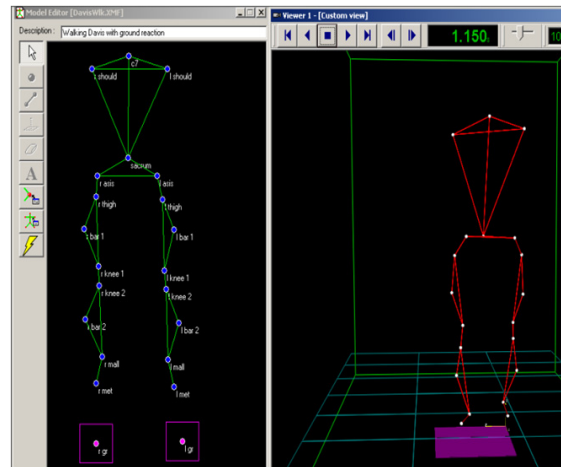 Model Editor [DavisWlk.XMF]
Viewer 1 - [Custom view]
Description : Walking Davis with ground reaction
1.150s
10
c7
r should
l should
sacrum
r asis
l asis
r thigh
l thigh
r bar 1
l bar 1
r knee 1
l knee 1
r knee 2
l knee 2
r bar 2
l bar 2
r mall
l mall
r met
l met
r gr
l gr
A